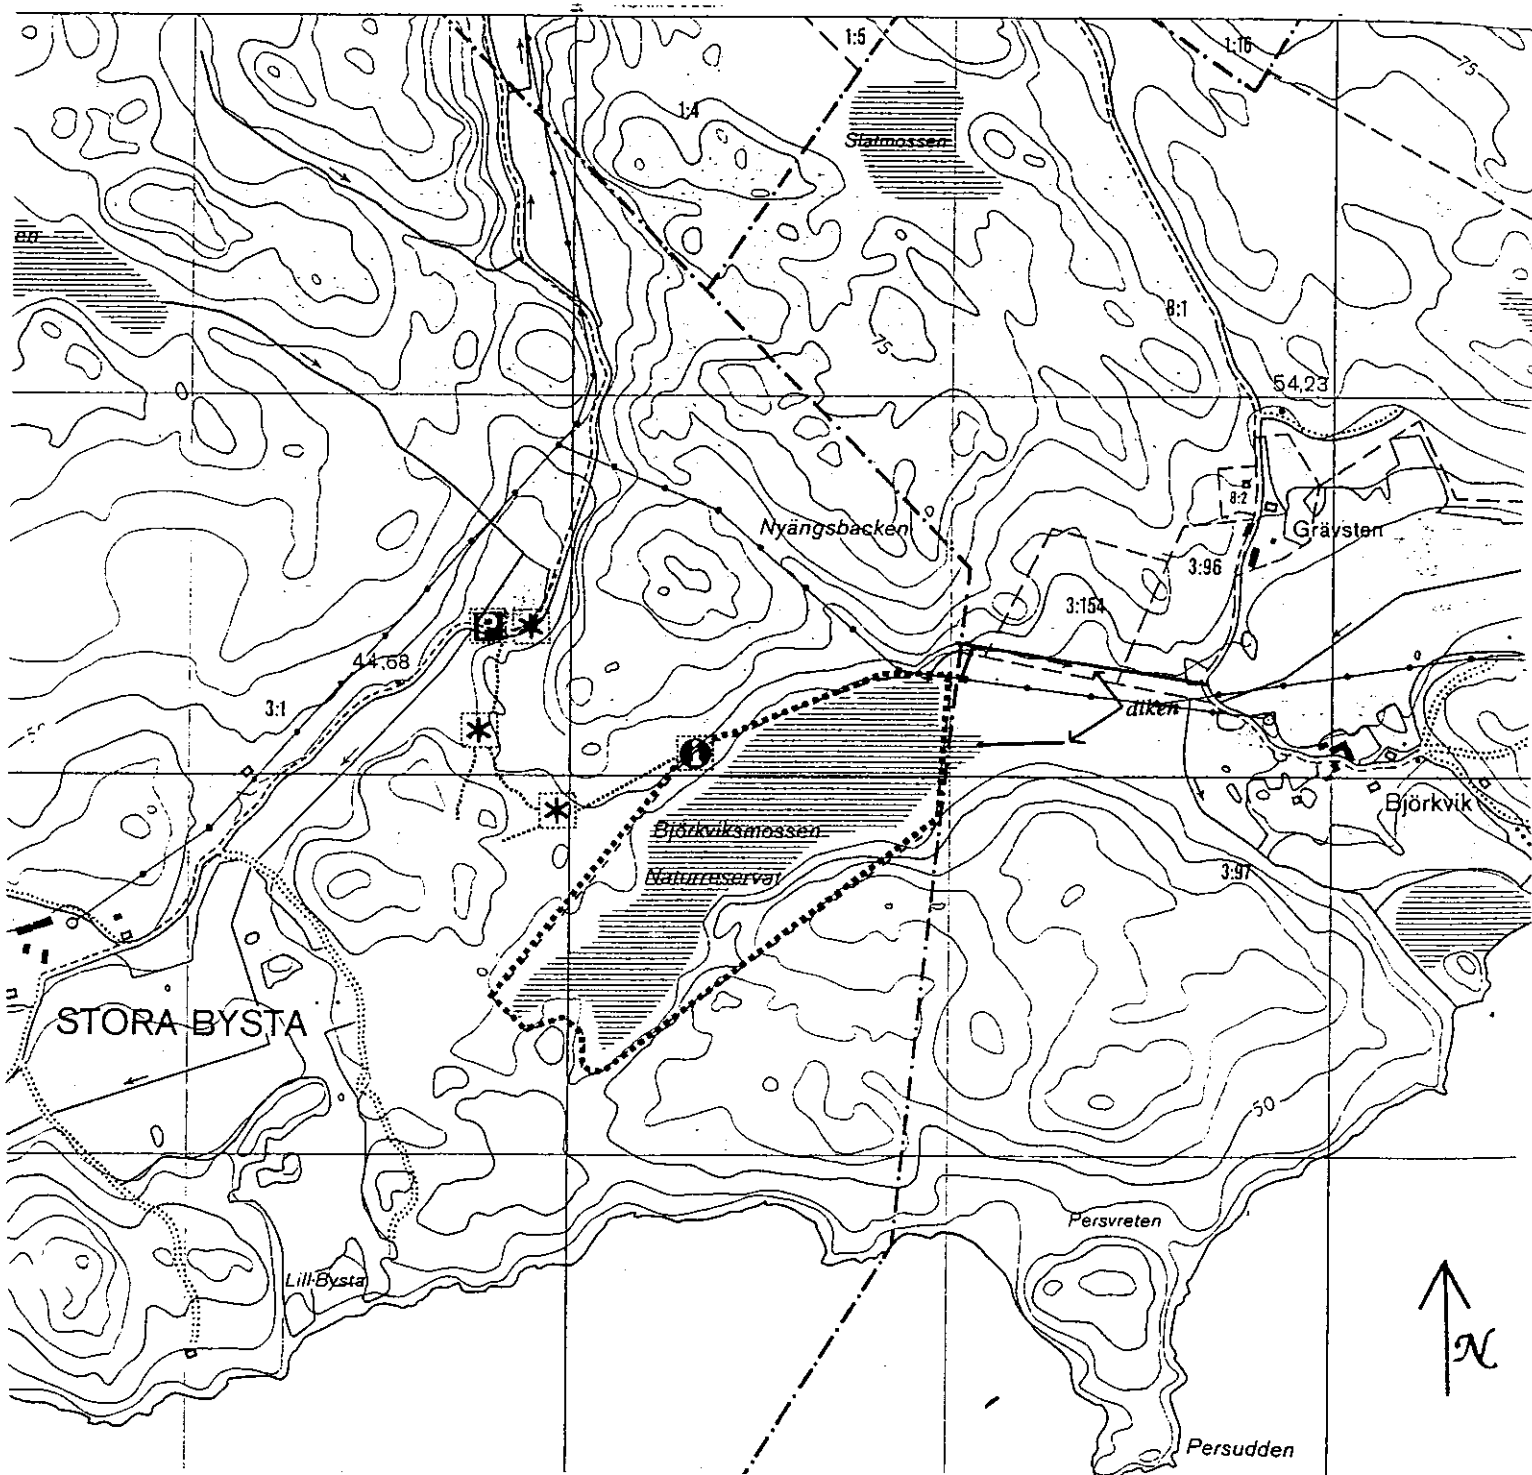 1:5
1:16
75
1:4
Slatmossen
en
8:1
75
54,23
8:2
Nyängsbacken
Grävsten
3:96
3:154
P
44,68
3:1
diken
50
Björkvik
Björkviksmossen
Naturreservat
3:97
STORA BYSTA
50
Persvreten
Lill-Bysta
N
Persudden